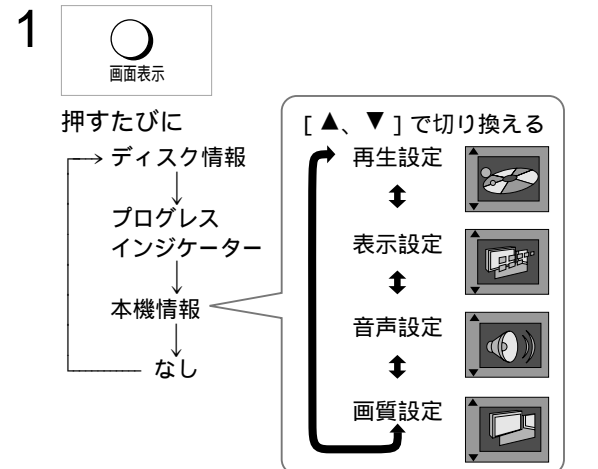 1
画面表示
押すたびに
ディスク情報
プログレス
インジケーター
本機情報
なし
[ ▲、▼ ] で切り換える
再生設定
表示設定
音声設定
画質設定